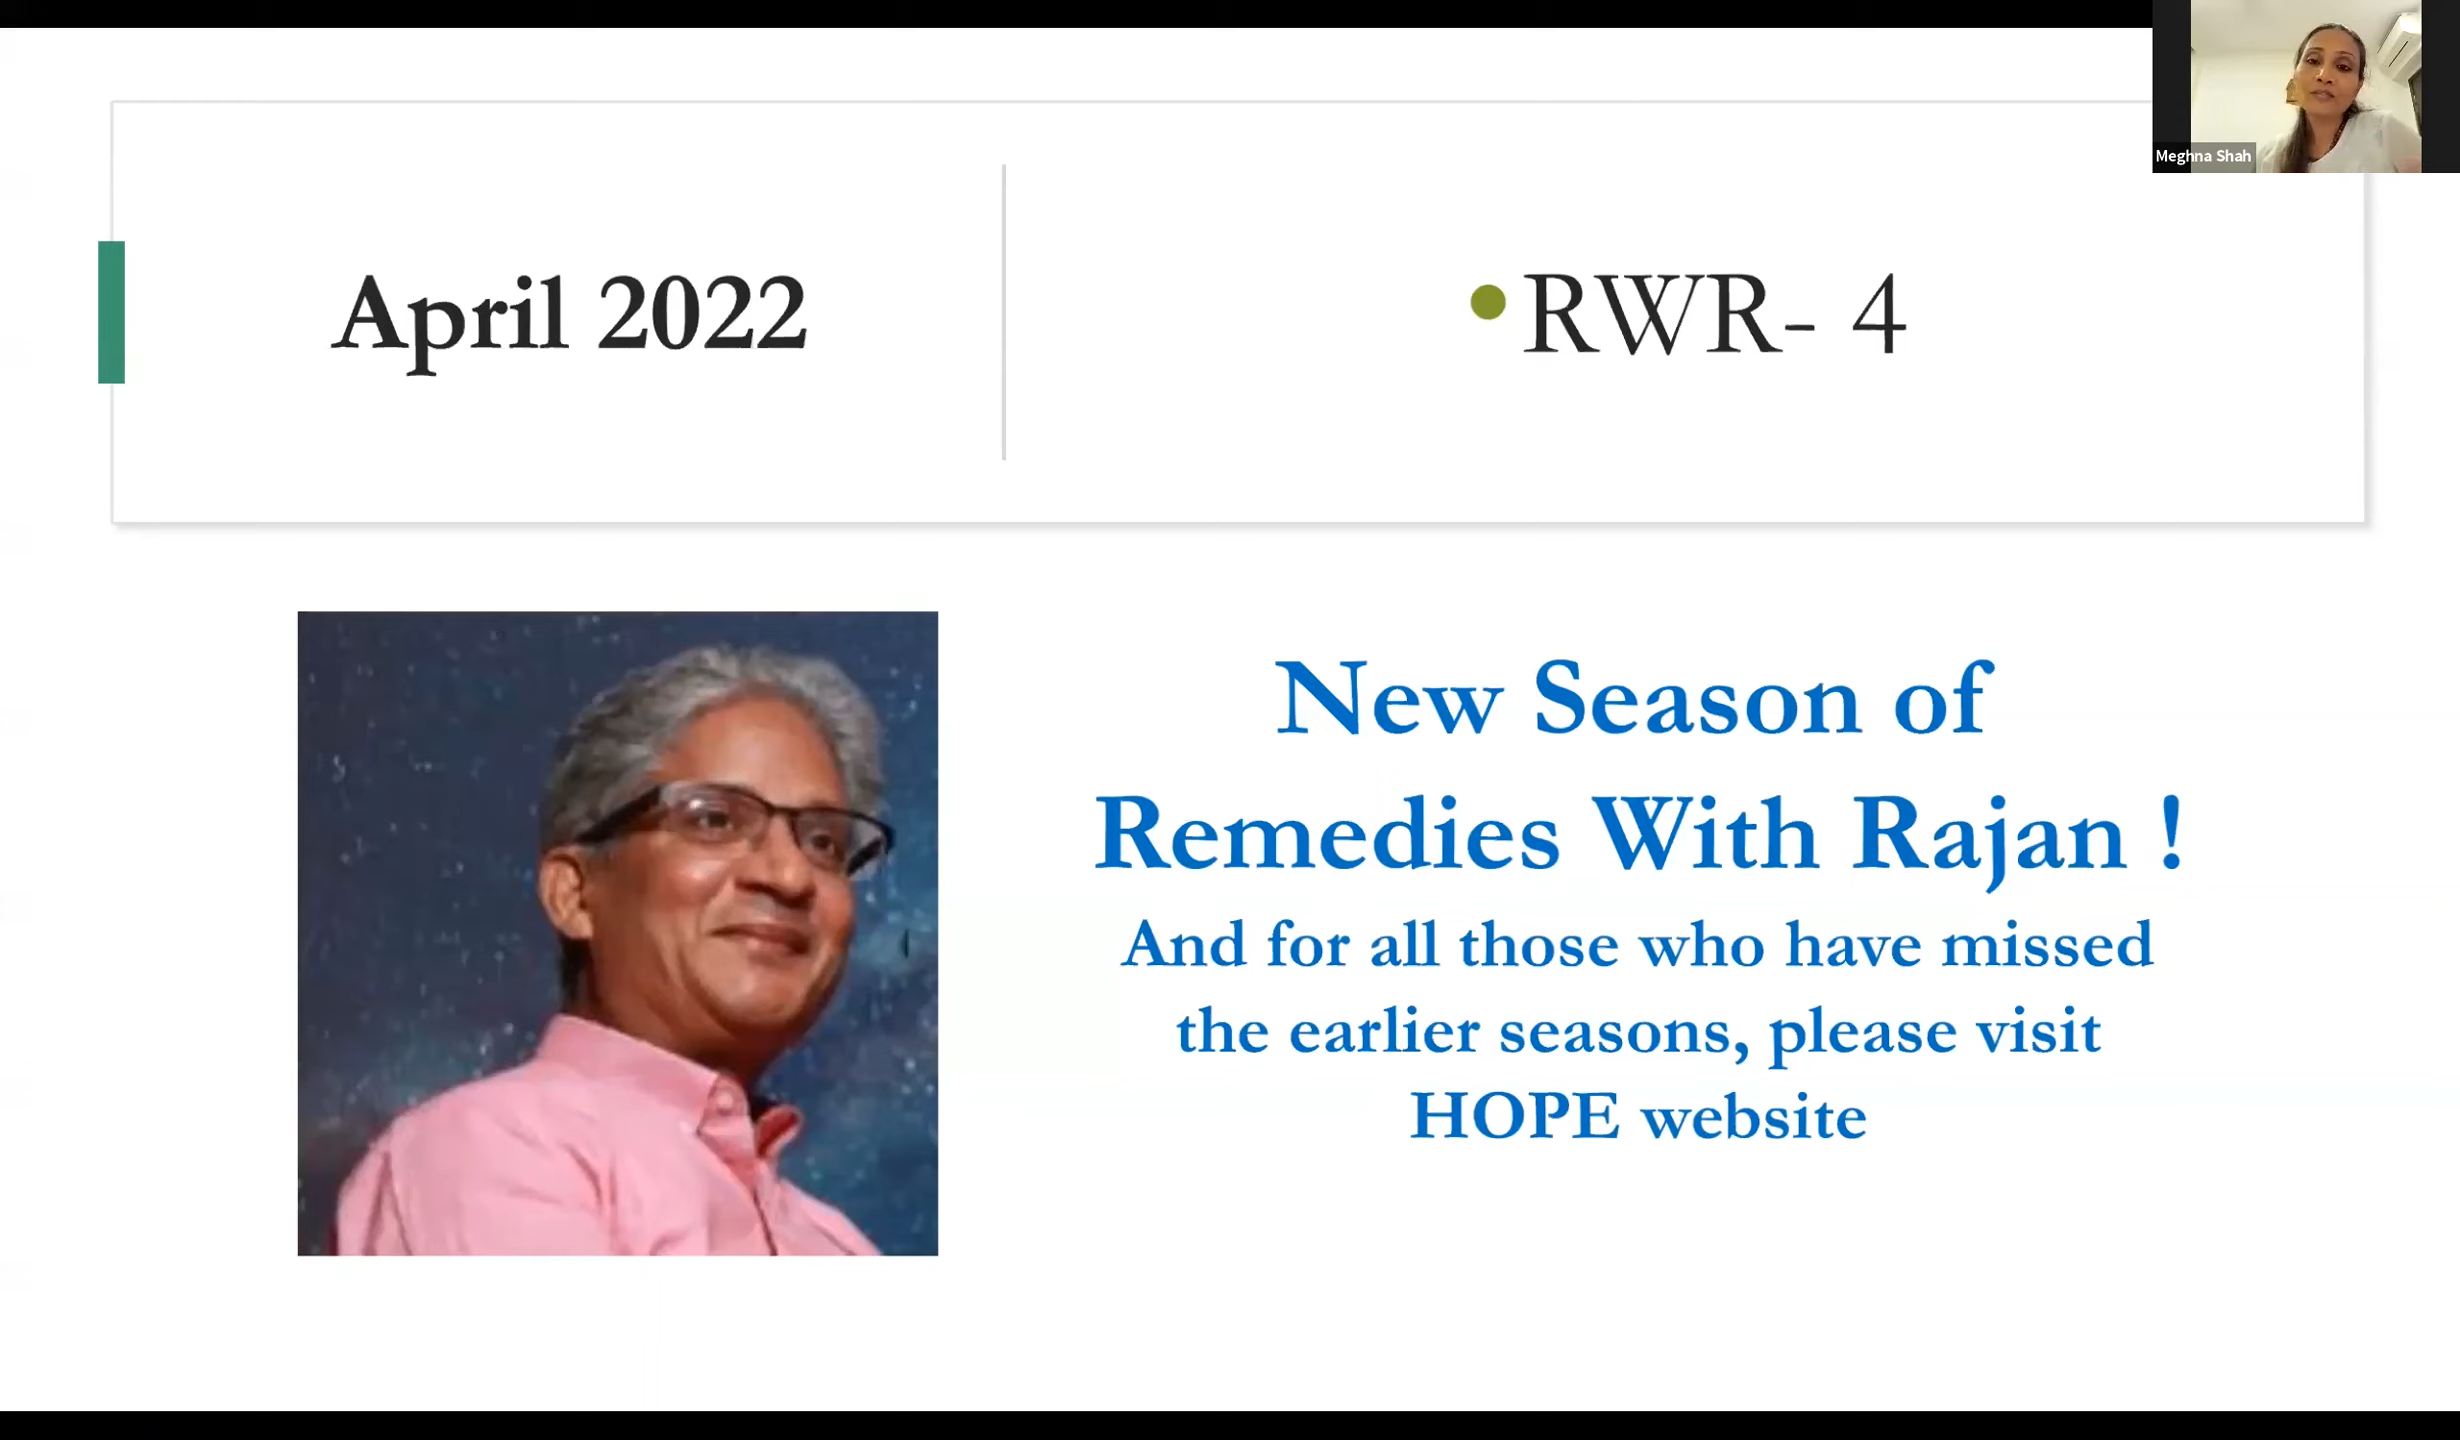 Meghna Shah
April 2022
RWR- 4
New Season of
Remedies With Rajan !
And for all those who have missed
the earlier seasons, please visit
HOPE website